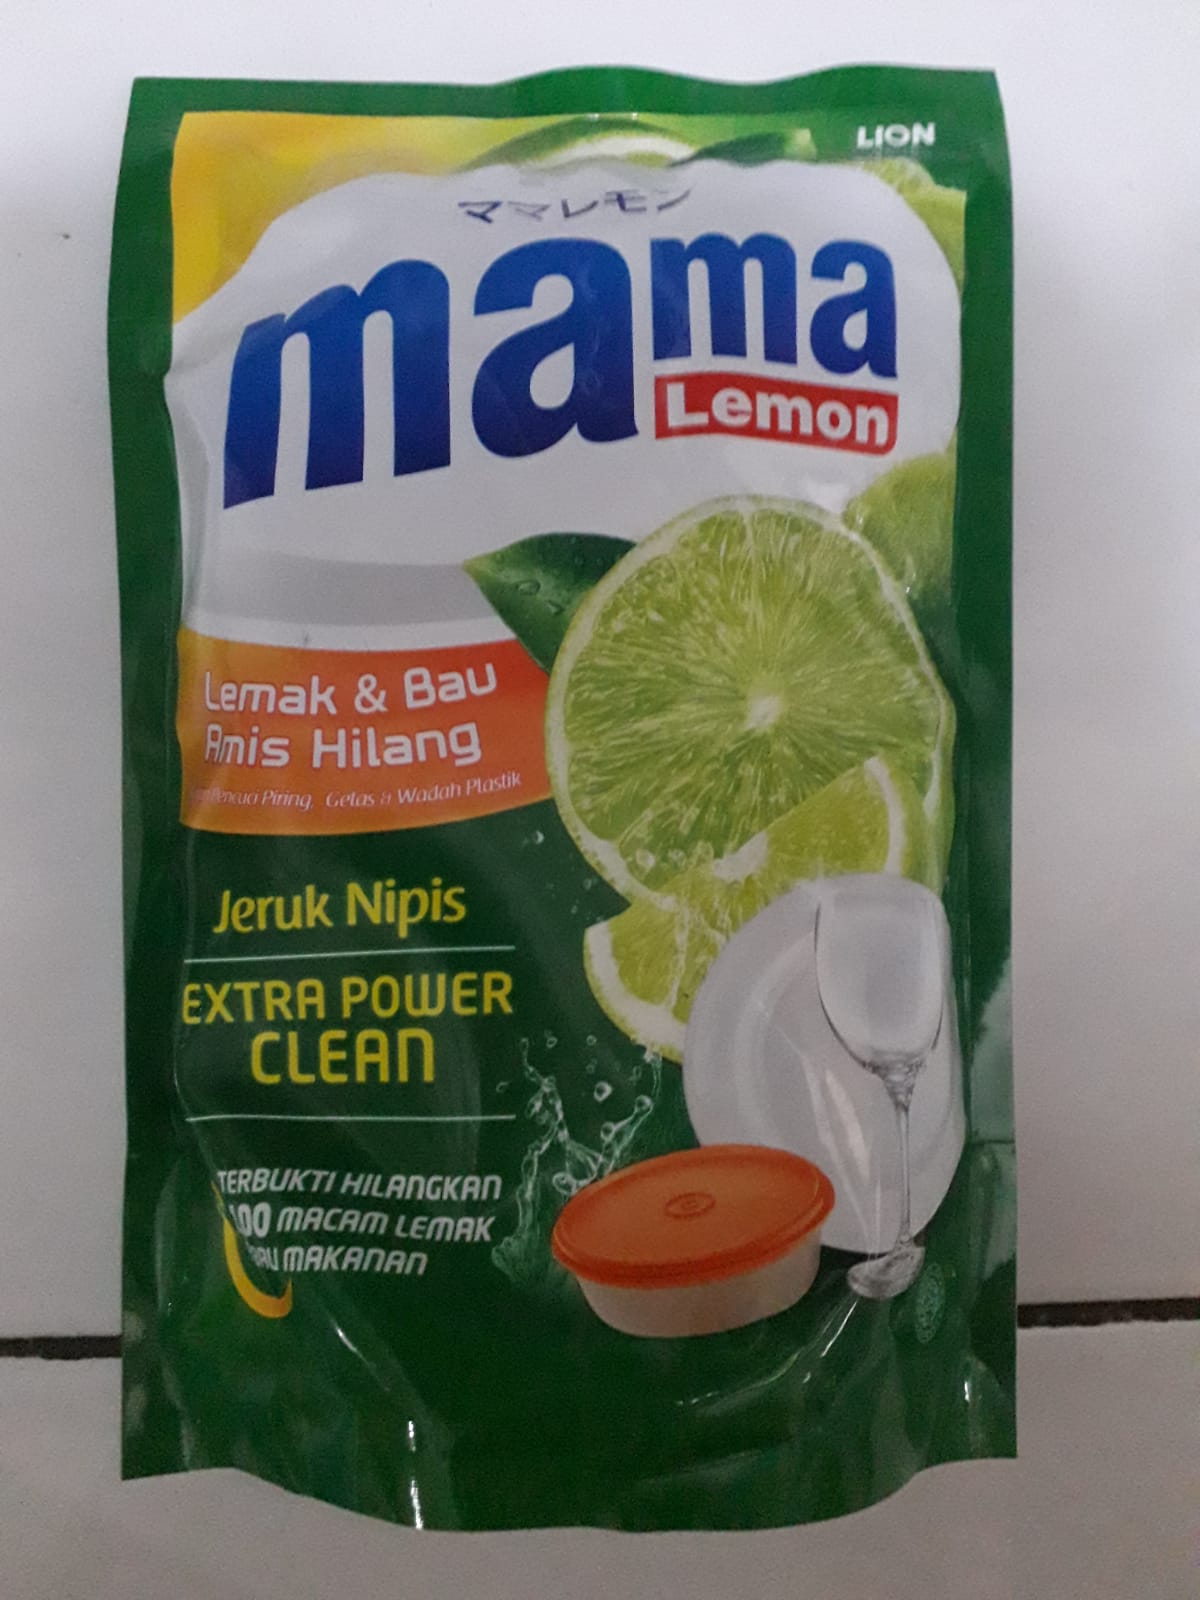 LION
ママレモン
mama
Lemon
Lemak & Bau
Amis Hilang
Pencuci Piring, Gelas & Wadah Plastik
Jeruk Nipis
EXTRA POWER
CLEAN
TERBUKTI HILANGKAN
100 MACAM LEMAK
MAKANAN